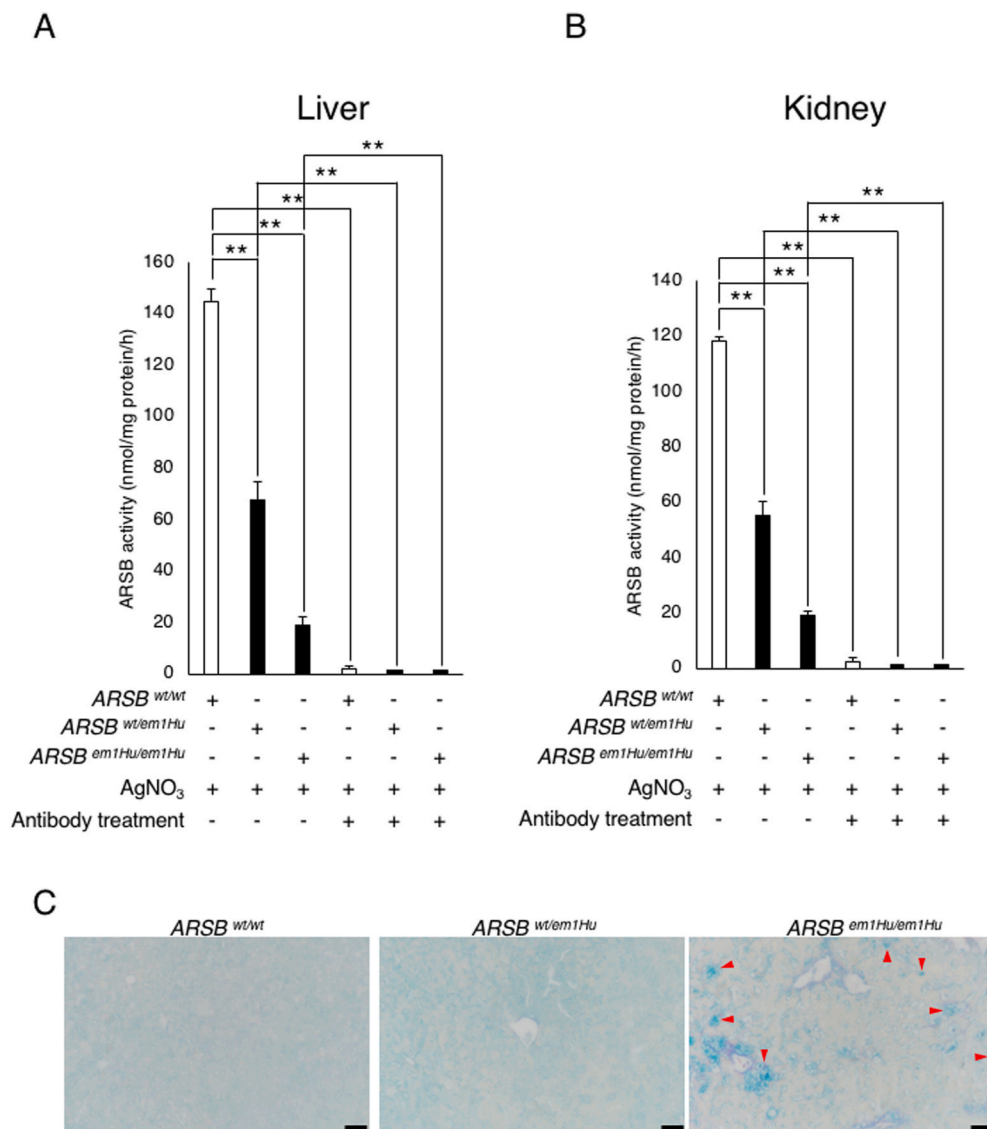 A
B
Liver
Kidney
**
**
**
**
**
**
**
**
**
**
ARSB activity (nmol/mg protein/h)
160
140
120
100
80
60
40
20
0
ARSB activity (nmol/mg protein/h)
140
120
100
80
60
40
20
0
ARSB wt/wt + - - + - -
ARSB wt/em1Hu - + - - + -
ARSB em1Hu/em1Hu - - + - - +
AgNO₃ + + + + + +
Antibody treatment - - - + + +
ARSB wt/wt + - - + - -
ARSB wt/em1Hu - + - - + -
ARSB em1Hu/em1Hu - - + - - +
AgNO₃ + + + + + +
Antibody treatment - - - + + +
C
ARSB wt/wt
ARSB wt/em1Hu
ARSB em1Hu/em1Hu